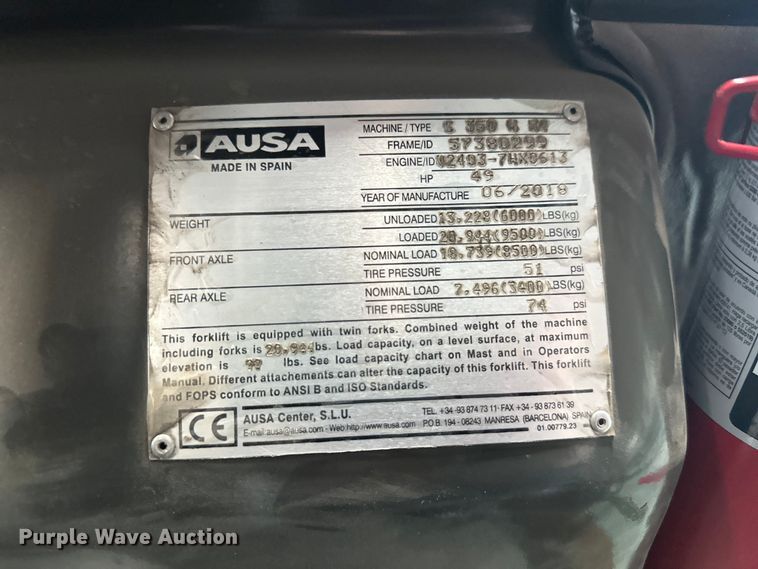 AUSA
MADE IN SPAIN
MACHINE/TYPE C 350 H
FRAME/ID 57380299
ENGINE/ID
HP 49
YEAR OF MANUFACTURE 06/2018
WEIGHT UNLOADED 13.228(6000) LBS(kg)
LOADED 20.944(9500) LBS(kg)
FRONT AXLE NOMINAL LOAD 18.739(8500) LBS(kg)
TIRE PRESSURE 51 psi
REAR AXLE NOMINAL LOAD 7.496(3400) LBS(kg)
TIRE PRESSURE 74 psi
This forklift is equipped with twin forks. Combined weight of the machine
including forks is 20.944 lbs. Load capacity, on a level surface, at maximum
elevation is lbs. See load capacity chart on Mast and in Operators
Manual. Different attachements can alter the capacity of this forklift. This forklift
and FOPS conform to ANSI B and ISO Standards.
CE
AUSA Center, S.L.U.
E-mail:ausa@ausa.com - Web:http://www.ausa.com
TEL. +34 -93 874 73 11- FAX +34 - 93 873 61 39
P.O.B. 194 - 08243 MANRESA (BARCELONA) SPAIN
01.00779.23
Purple Wave Auction